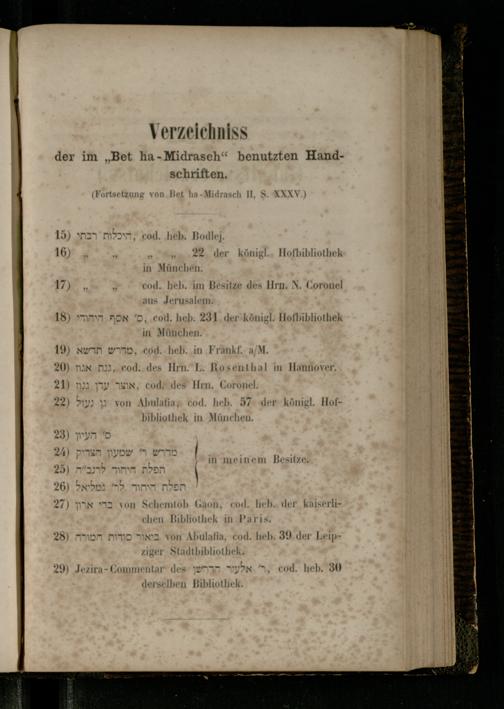 Verzeichniss
der im „Bet ha-Midrasch“ benutzten Hand-
schriften.
(Fortsetzung von Bet ha-Midrasch II, S. XXXV.)
15) היכלות רבתי, cod. heb. Bodlej.
16) „ „ „ „ 22 der königl. Hofbibliothek
in München.
17) „ „ cod. heb. im Besitze des Hrn. N. Coronel
aus Jerusalem.
18) ס׳ אסף היהודי, cod. heb. 231 der königl. Hofbibliothek
in München.
19) מדרש תדשא, cod. heb. in Frankf. a/M.
20) גנת אגוז, cod. des Hrn. L. Rosenthal in Hannover.
21) אוצר עדן גנוז, cod. des Hrn. Coronel.
22) גן נעול von Abulafia, cod. heb. 57 der königl. Hof-
bibliothek in München.
23) ס׳ העיון
24) מדרש ר׳ שמעון הצדיק
25) תפלת היחוד לרנב״ה
26) תפלת היחוד לר׳ גמליאל
in meinem Besitze.
27) בדי ארון von Schemtob Gaon, cod. heb. der kaiserli-
chen Bibliothek in Paris.
28) ביאור סודות המורה von Abulafia, cod. heb. 39 der Leip-
ziger Stadtbibliothek.
29) Jezira-Commentar des ר׳ אלעזר הדרשן, cod. heb. 30
derselben Bibliothek.